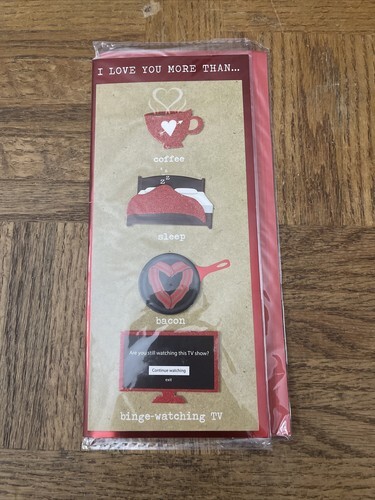 I LOVE YOU MORE THAN...
coffee
z z
sleep
bacon
Are you still watching this TV show?
Continue watching
exit
binge-watching TV